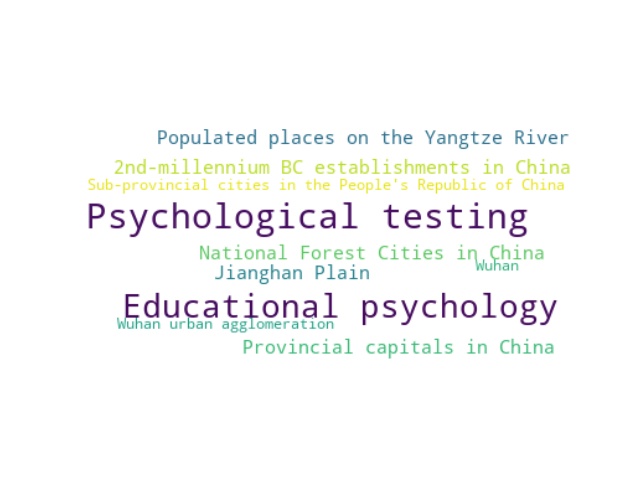 Populated places on the Yangtze River
2nd-millennium BC establishments in China
Sub-provincial cities in the People's Republic of China
Psychological testing
National Forest Cities in China
Wuhan
Jianghan Plain
Educational psychology
Wuhan urban agglomeration
Provincial capitals in China